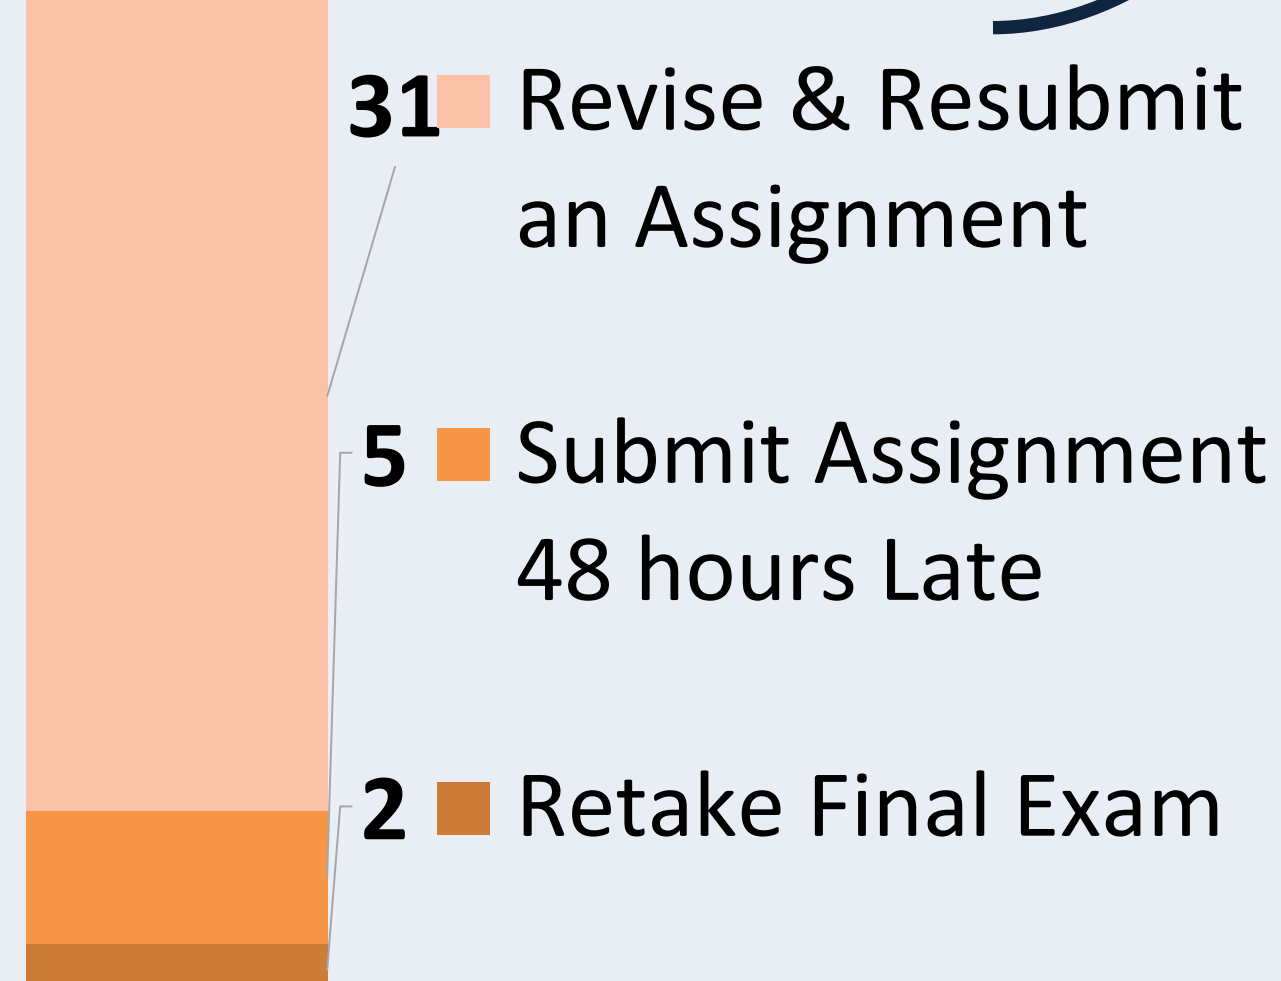 31 Revise & Resubmit
an Assignment
5 Submit Assignment
48 hours Late
2 Retake Final Exam